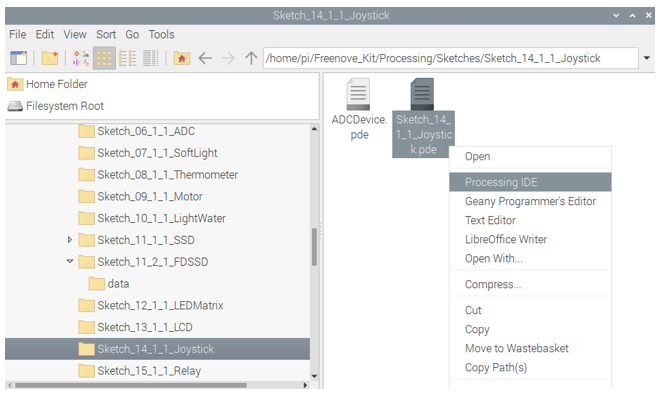 Sketch_14_1_1_Joystick
File Edit View Sort Go Tools
/home/pi/Freenove_Kit/Processing/Sketches/Sketch_14_1_1_Joystick
Home Folder
Filesystem Root
Sketch_06_1_1_ADC
Sketch_07_1_1_SoftLight
Sketch_08_1_1_Thermometer
Sketch_09_1_1_Motor
Sketch_10_1_1_LightWater
Sketch_11_1_1_SSD
Sketch_11_2_1_FDSSD
data
Sketch_12_1_1_LEDMatrix
Sketch_13_1_1_LCD
Sketch_14_1_1_Joystick
Sketch_15_1_1_Relay
ADCDevice.
pde
Sketch_14_
1_1_Joystic
k.pde
Open
Processing IDE
Geany Programmer's Editor
Text Editor
LibreOffice Writer
Open With...
Compress...
Cut
Copy
Move to Wastebasket
Copy Path(s)